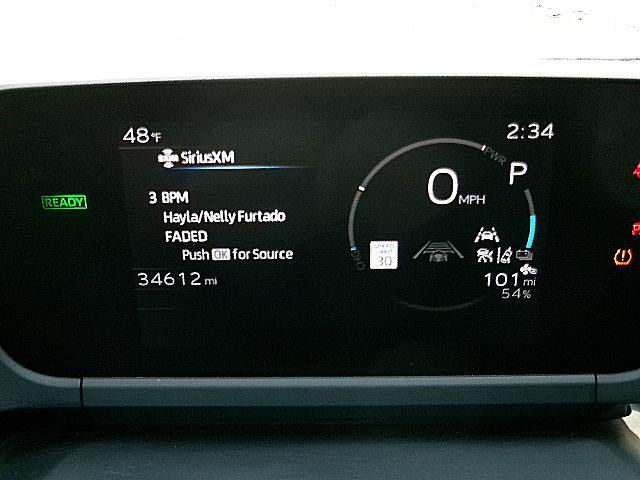 48°F
2:34
SiriusXM
PWR
P
READY
3 BPM
0 MPH
Hayla/Nelly Furtado
FADED
SPEED LIMIT 30
Push OK for Source
CHG
34612 mi
101 mi
54%